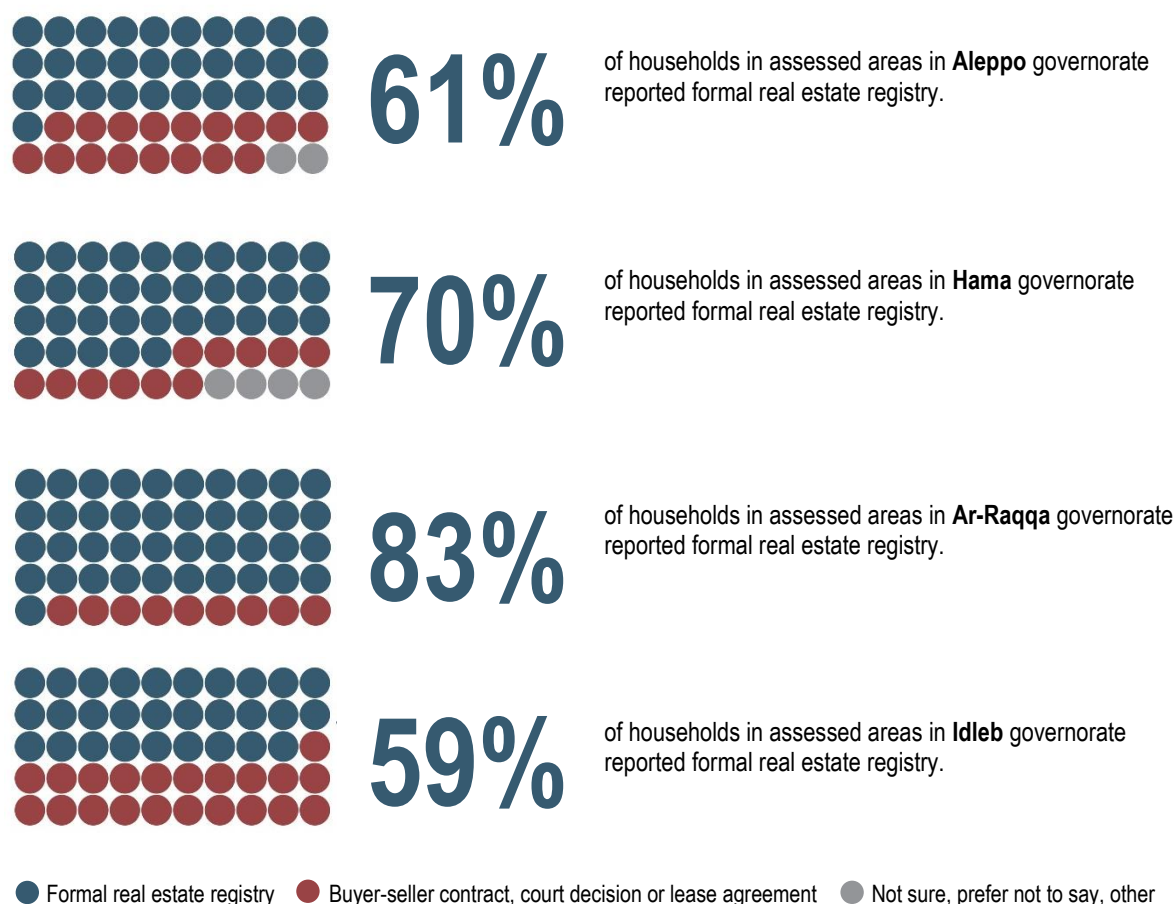 61%
of households in assessed areas in Aleppo governorate
reported formal real estate registry.
70%
of households in assessed areas in Hama governorate
reported formal real estate registry.
83%
of households in assessed areas in Ar-Raqqa governorate
reported formal real estate registry.
59%
of households in assessed areas in Idleb governorate
reported formal real estate registry.
Formal real estate registry Buyer-seller contract, court decision or lease agreement Not sure, prefer not to say, other